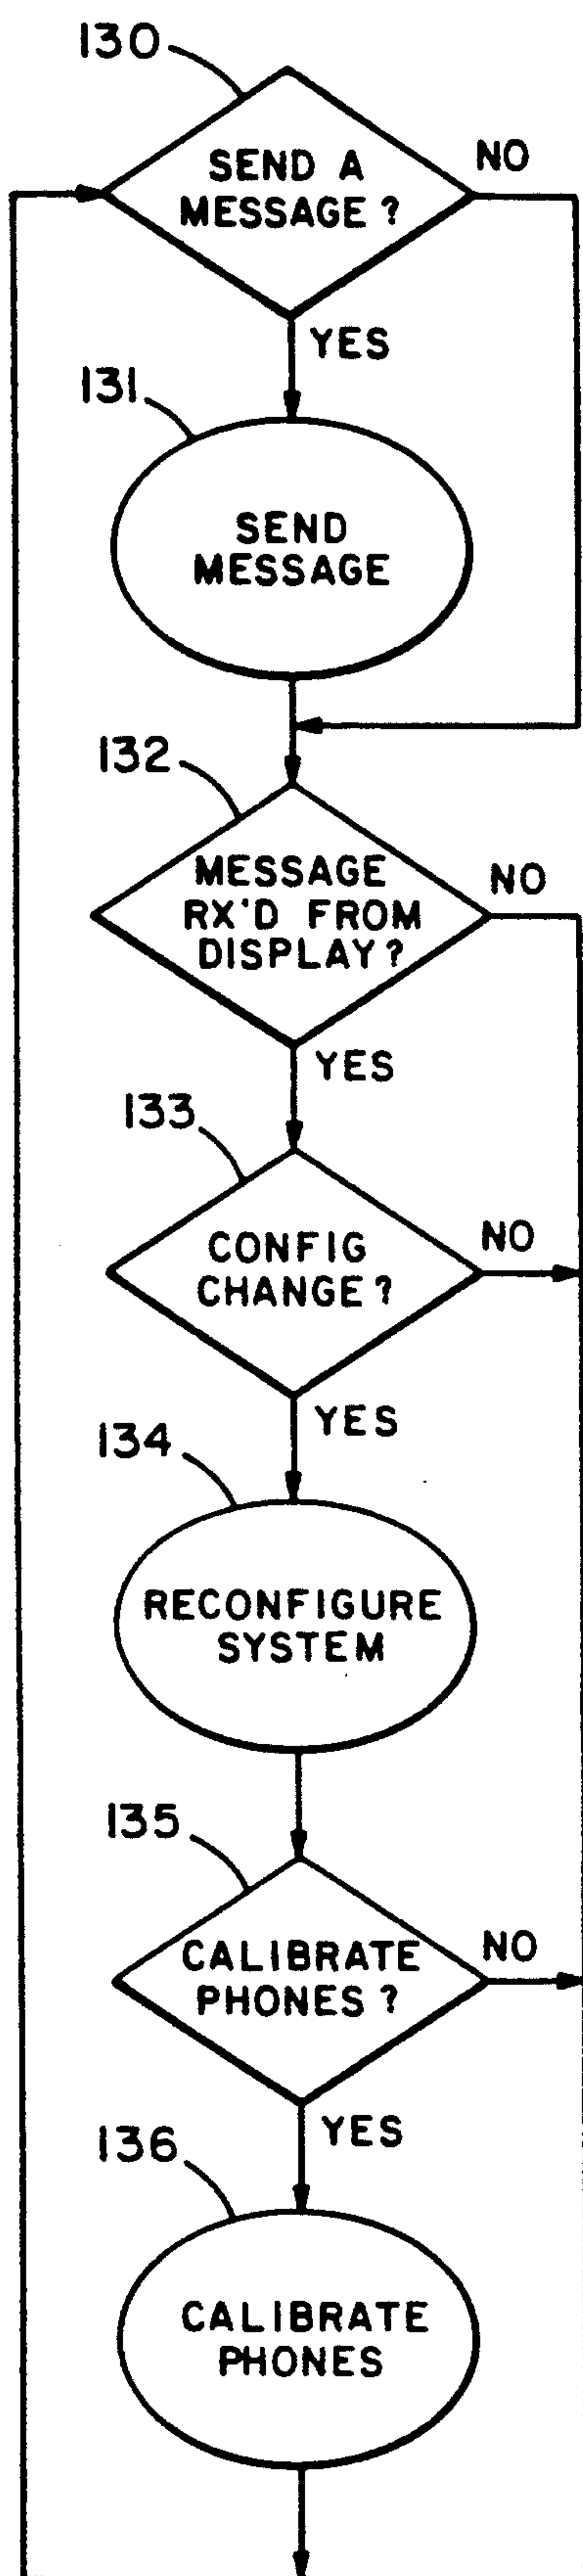 130
SEND A
MESSAGE ?
NO
YES
131
SEND
MESSAGE
132
MESSAGE
RX'D FROM
DISPLAY?
NO
YES
133
CONFIG
CHANGE?
NO
YES
134
RECONFIGURE
SYSTEM
135
CALIBRATE
PHONES ?
NO
YES
136
CALIBRATE
PHONES